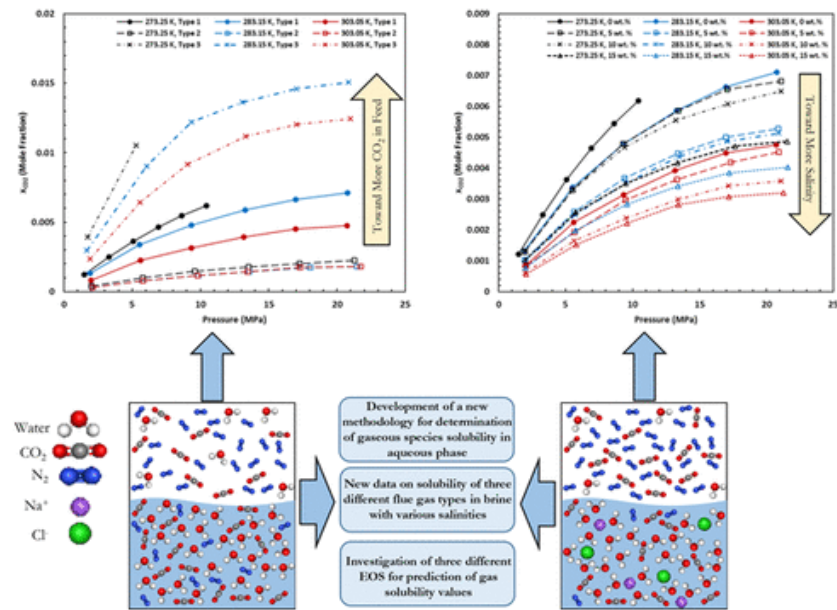 273.25 K, Type 1
283.15 K, Type 1
303.05 K, Type 1
273.25 K, Type 2
283.15 K, Type 2
303.05 K, Type 2
273.25 K, Type 3
283.15 K, Type 3
303.05 K, Type 3
0.02
0.015
0.01
0.005
0
(Mole Fraction)
0 5 10 15 20 25
Pressure (MPa)
Toward More CO₂ in Feed
273.25 K, 0 wt.%
283.15 K, 0 wt.%
303.05 K, 0 wt.%
273.25 K, 5 wt.%
283.15 K, 5 wt.%
303.05 K, 5 wt.%
273.25 K, 10 wt.%
283.15 K, 10 wt.%
303.05 K, 10 wt.%
273.25 K, 15 wt.%
283.15 K, 15 wt.%
303.05 K, 15 wt.%
0.009
0.008
0.007
0.006
0.005
0.004
0.003
0.002
0.001
0.000
(Mole Fraction)
0 5 10 15 20 25
Pressure (MPa)
Toward More Salinity
Water
CO₂
N₂
Na⁺
Cl⁻
Development of a new
methodology for determination
of gaseous species solubility in
aqueous phase
New data on solubility of three
different flue gas types in brine
with various salinities
Investigation of three different
EOS for prediction of gas
solubility values